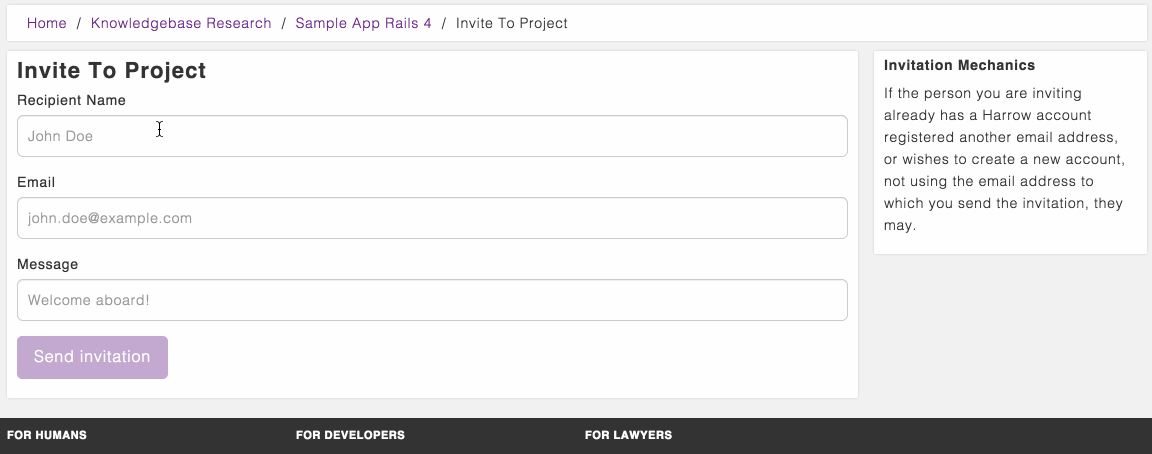 Home / Knowledgebase Research / Sample App Rails 4 / Invite To Project
Invite To Project
Recipient Name
John Doe
Email
john.doe@example.com
Message
Welcome aboard!
Send invitation
Invitation Mechanics
If the person you are inviting
already has a Harrow account
registered another email address,
or wishes to create a new account,
not using the email address to
which you send the invitation, they
may.
FOR HUMANS
FOR DEVELOPERS
FOR LAWYERS